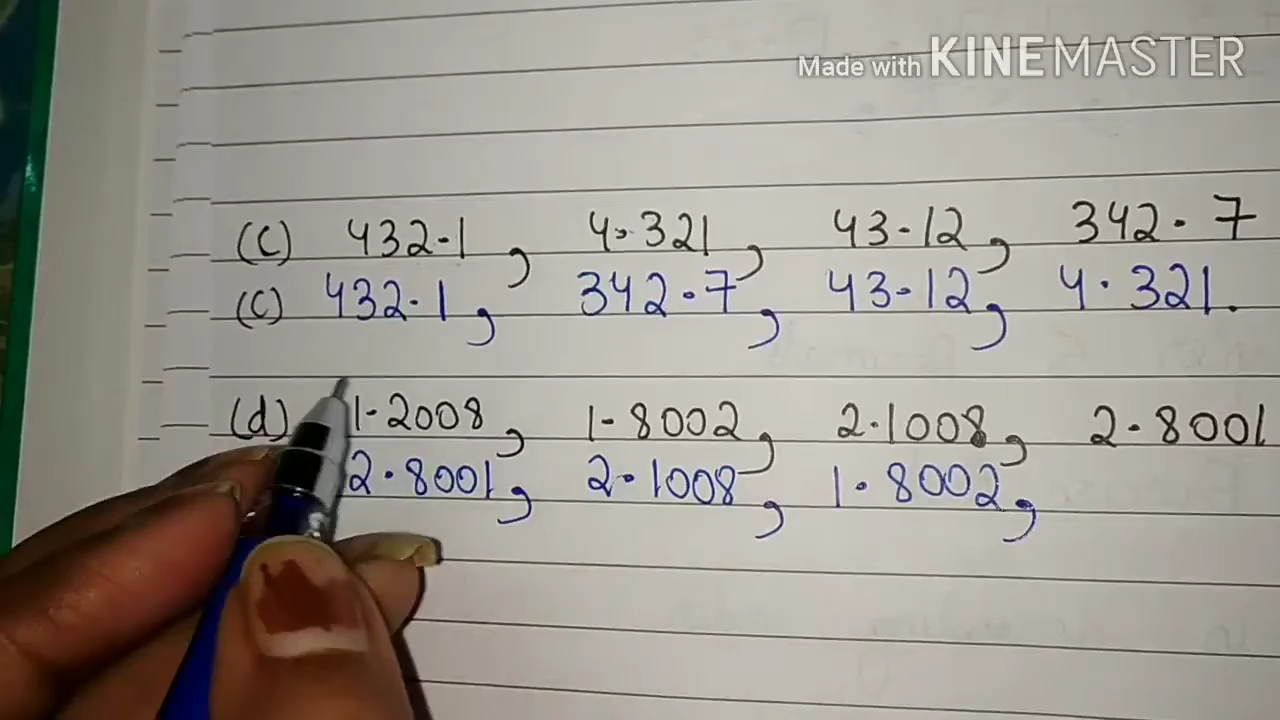 Made with KINEMASTER
(C) 432.1, 4.321, 43.12, 342.7
(C) 432.1, 342.7, 43.12, 4.321.
(d) 1.2008, 1.8002, 2.1008, 2.8001
2.8001, 2.1008, 1.8002,